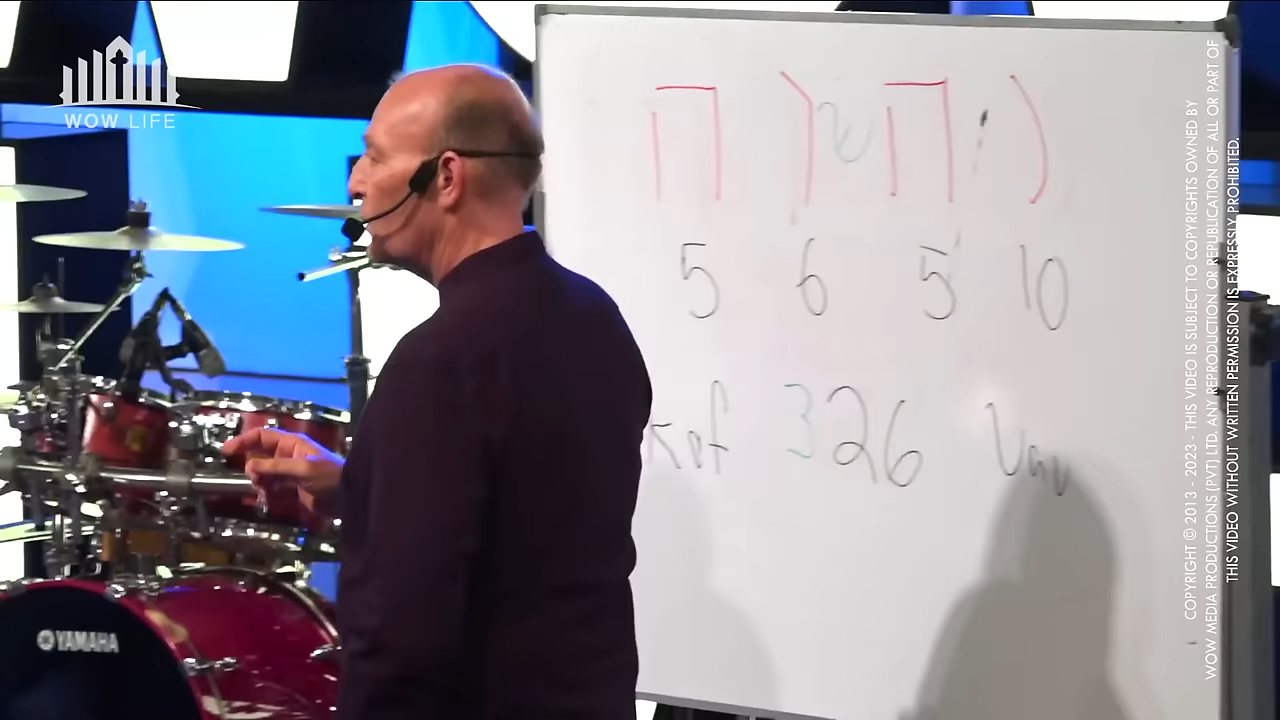 WOW LIFE
יהשוה
5 6 5 10
kof 326 Vav
YAMAHA
COPYRIGHT © 2013 - 2023 - THIS VIDEO IS SUBJECT TO COPYRIGHTS OWNED BY
WOW MEDIA PRODUCTIONS (PVT) LTD. ANY REPRODUCTION OR REPUBLICATION OF ALL OR PART OF
THIS VIDEO WITHOUT WRITTEN PERMISSION IS EXPRESSLY PROHIBITED.